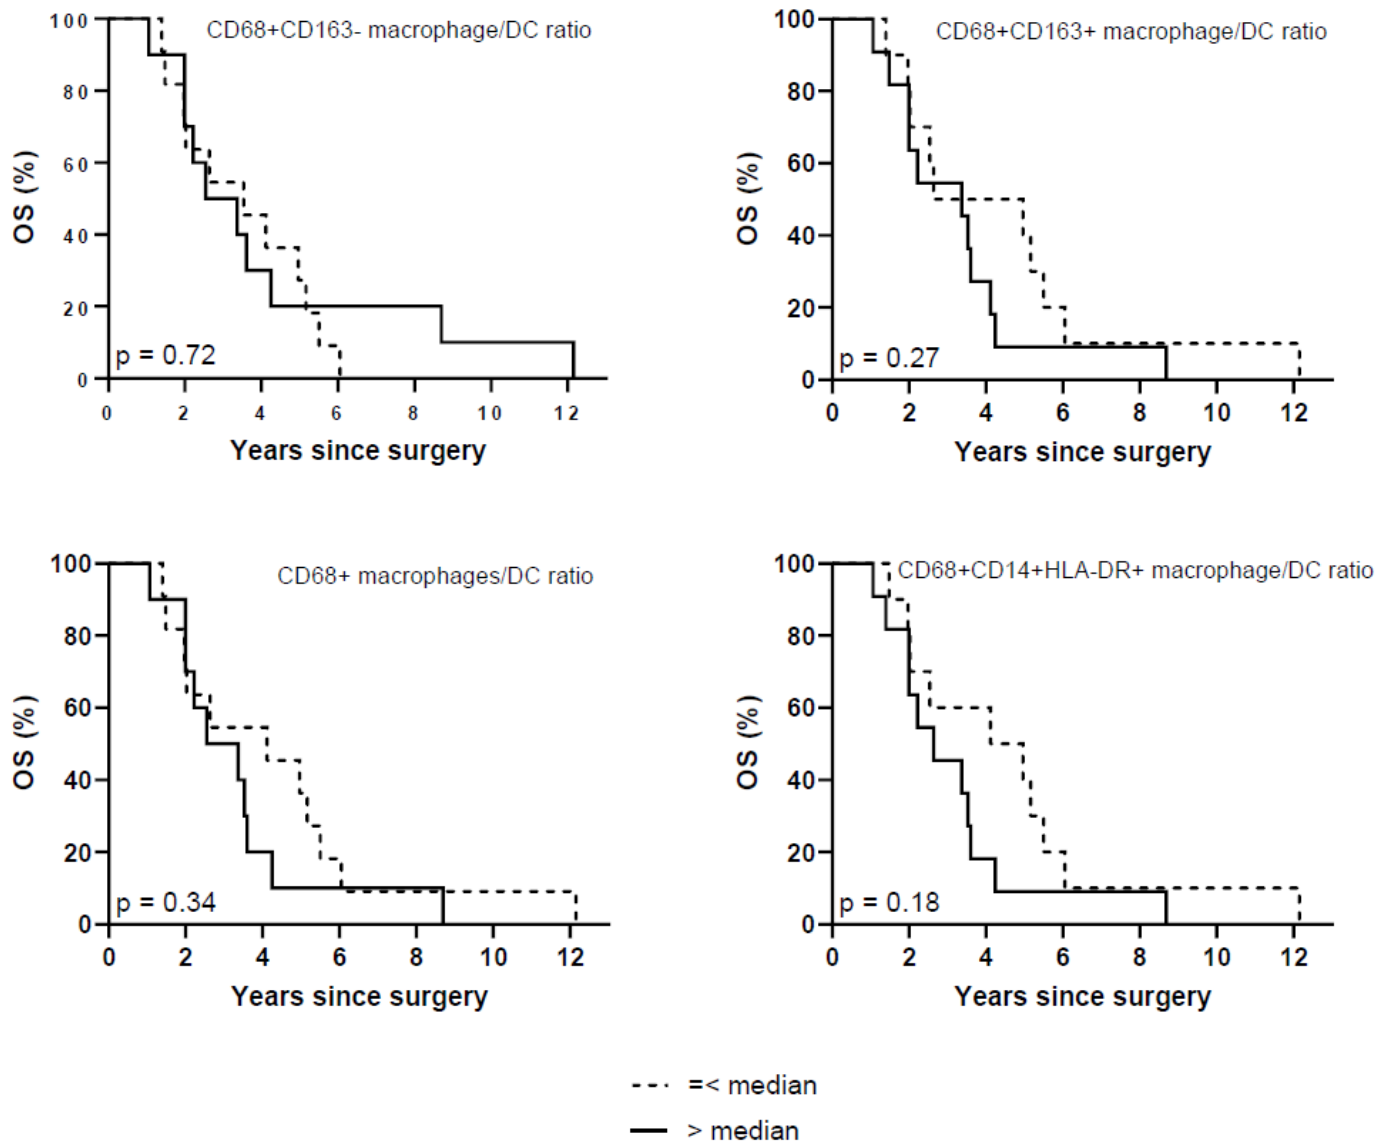 CD68+CD163- macrophage/DC ratio
100
80
60
40
20
0
OS (%)
p = 0.72
0 2 4 6 8 10 12
Years since surgery
CD68+CD163+ macrophage/DC ratio
100
80
60
40
20
0
OS (%)
p = 0.27
0 2 4 6 8 10 12
Years since surgery
CD68+ macrophages/DC ratio
100
80
60
40
20
0
OS (%)
p = 0.34
0 2 4 6 8 10 12
Years since surgery
CD68+CD14+HLA-DR+ macrophage/DC ratio
100
80
60
40
20
0
OS (%)
p = 0.18
0 2 4 6 8 10 12
Years since surgery
=< median
> median